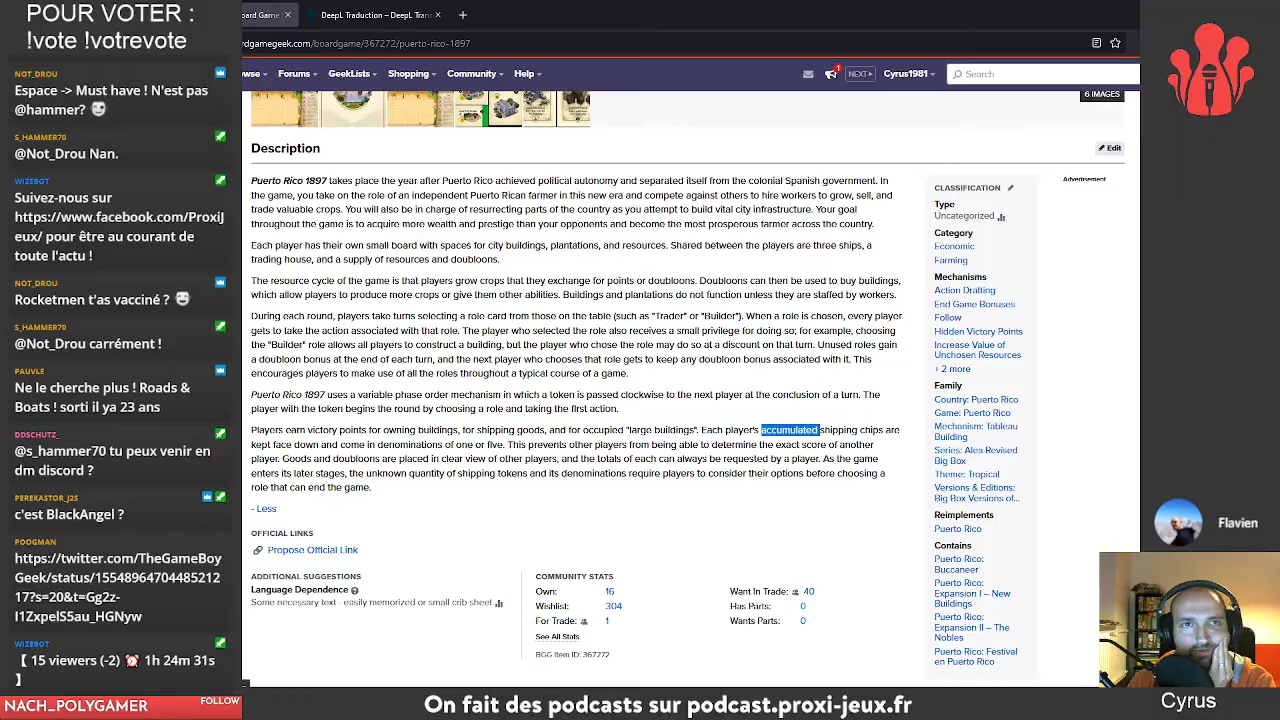 POUR VOTER :
!vote !votrevote
NOT_DROU
Espace -> Must have ! N'est pas
@hammer?
S_HAMMER70
@Not_Drou Nan.
WIZEBOT
Suivez-nous sur
https://www.facebook.com/ProxiJ
eux/ pour être au courant de
toute l'actu !
NOT_DROU
Rocketmen t'as vacciné ?
S_HAMMER70
@Not_Drou carrément !
PAUVLE
Ne le cherche plus ! Roads &
Boats ! sorti il ya 23 ans
DDSCHUTZ_
@s_hammer70 tu peux venir en
dm discord ?
PEREKASTOR_J2S
c'est BlackAngel ?
POOGMAN
https://twitter.com/TheGameBoy
Geek/status/15548964704485212
17?s=20&t=Gg2z-
I1ZxpelS5au_HGNyw
WIZEBOT
【 15 viewers (-2) ⏰ 1h 24m 31s
】
NACH_POLYGAMER
FOLLOW
ard Game Geek
DeepL Traduction – DeepL Trans
rdgamegeek.com/boardgame/367272/puerto-rico-1897
wse
Forums
GeekLists
Shopping
Community
Help
1
NEXT
Cyrus1981
Search
6 IMAGES
Description
Edit
Puerto Rico 1897 takes place the year after Puerto Rico achieved political autonomy and separated itself from the colonial Spanish government. In
the game, you take on the role of an independent Puerto Rican farmer in this new era and compete against others to hire workers to grow, sell, and
trade valuable crops. You will also be in charge of resurrecting parts of the country as you attempt to build vital city infrastructure. Your goal
throughout the game is to acquire more wealth and prestige than your opponents and become the most prosperous farmer across the country.
Each player has their own small board with spaces for city buildings, plantations, and resources. Shared between the players are three ships, a
trading house, and a supply of resources and doubloons.
The resource cycle of the game is that players grow crops that they exchange for points or doubloons. Doubloons can then be used to buy buildings,
which allow players to produce more crops or give them other abilities. Buildings and plantations do not function unless they are staffed by workers.
During each round, players take turns selecting a role card from those on the table (such as "Trader" or "Builder"). When a role is chosen, every player
gets to take the action associated with that role. The player who selected the role also receives a small privilege for doing so; for example, choosing
the "Builder" role allows all players to construct a building, but the player who chose the role may do so at a discount on that turn. Unused roles gain
a doubloon bonus at the end of each turn, and the next player who chooses that role gets to keep any doubloon bonus associated with it. This
encourages players to make use of all the roles throughout a typical course of a game.
Puerto Rico 1897 uses a variable phase order mechanism in which a token is passed clockwise to the next player at the conclusion of a turn. The
player with the token begins the round by choosing a role and taking the first action.
Players earn victory points for owning buildings, for shipping goods, and for occupied "large buildings". Each player's accumulated shipping chips are
kept face down and come in denominations of one or five. This prevents other players from being able to determine the exact score of another
player. Goods and doubloons are placed in clear view of other players, and the totals of each can always be requested by a player. As the game
enters its later stages, the unknown quantity of shipping tokens and its denominations require players to consider their options before choosing a
role that can end the game.
- Less
OFFICIAL LINKS
Propose Official Link
ADDITIONAL SUGGESTIONS
Language Dependence
Some necessary text - easily memorized or small crib sheet
COMMUNITY STATS
Own: 16
Wishlist: 304
For Trade: 1
See All Stats
BGG Item ID: 367272
Want In Trade: 40
Has Parts: 0
Wants Parts: 0
CLASSIFICATION
Type
Uncategorized
Category
Economic
Farming
Mechanisms
Action Drafting
End Game Bonuses
Follow
Hidden Victory Points
Increase Value of
Unchosen Resources
+ 2 more
Family
Country: Puerto Rico
Game: Puerto Rico
Mechanism: Tableau
Building
Series: Alea Revised
Big Box
Theme: Tropical
Versions & Editions:
Big Box Versions of...
Reimplements
Puerto Rico
Contains
Puerto Rico:
Buccaneer
Puerto Rico:
Expansion I – New
Buildings
Puerto Rico:
Expansion II – The
Nobles
Puerto Rico: Festival
en Puerto Rico
Advertisement
Flavien
On fait des podcasts sur podcast.proxi-jeux.fr
Cyrus